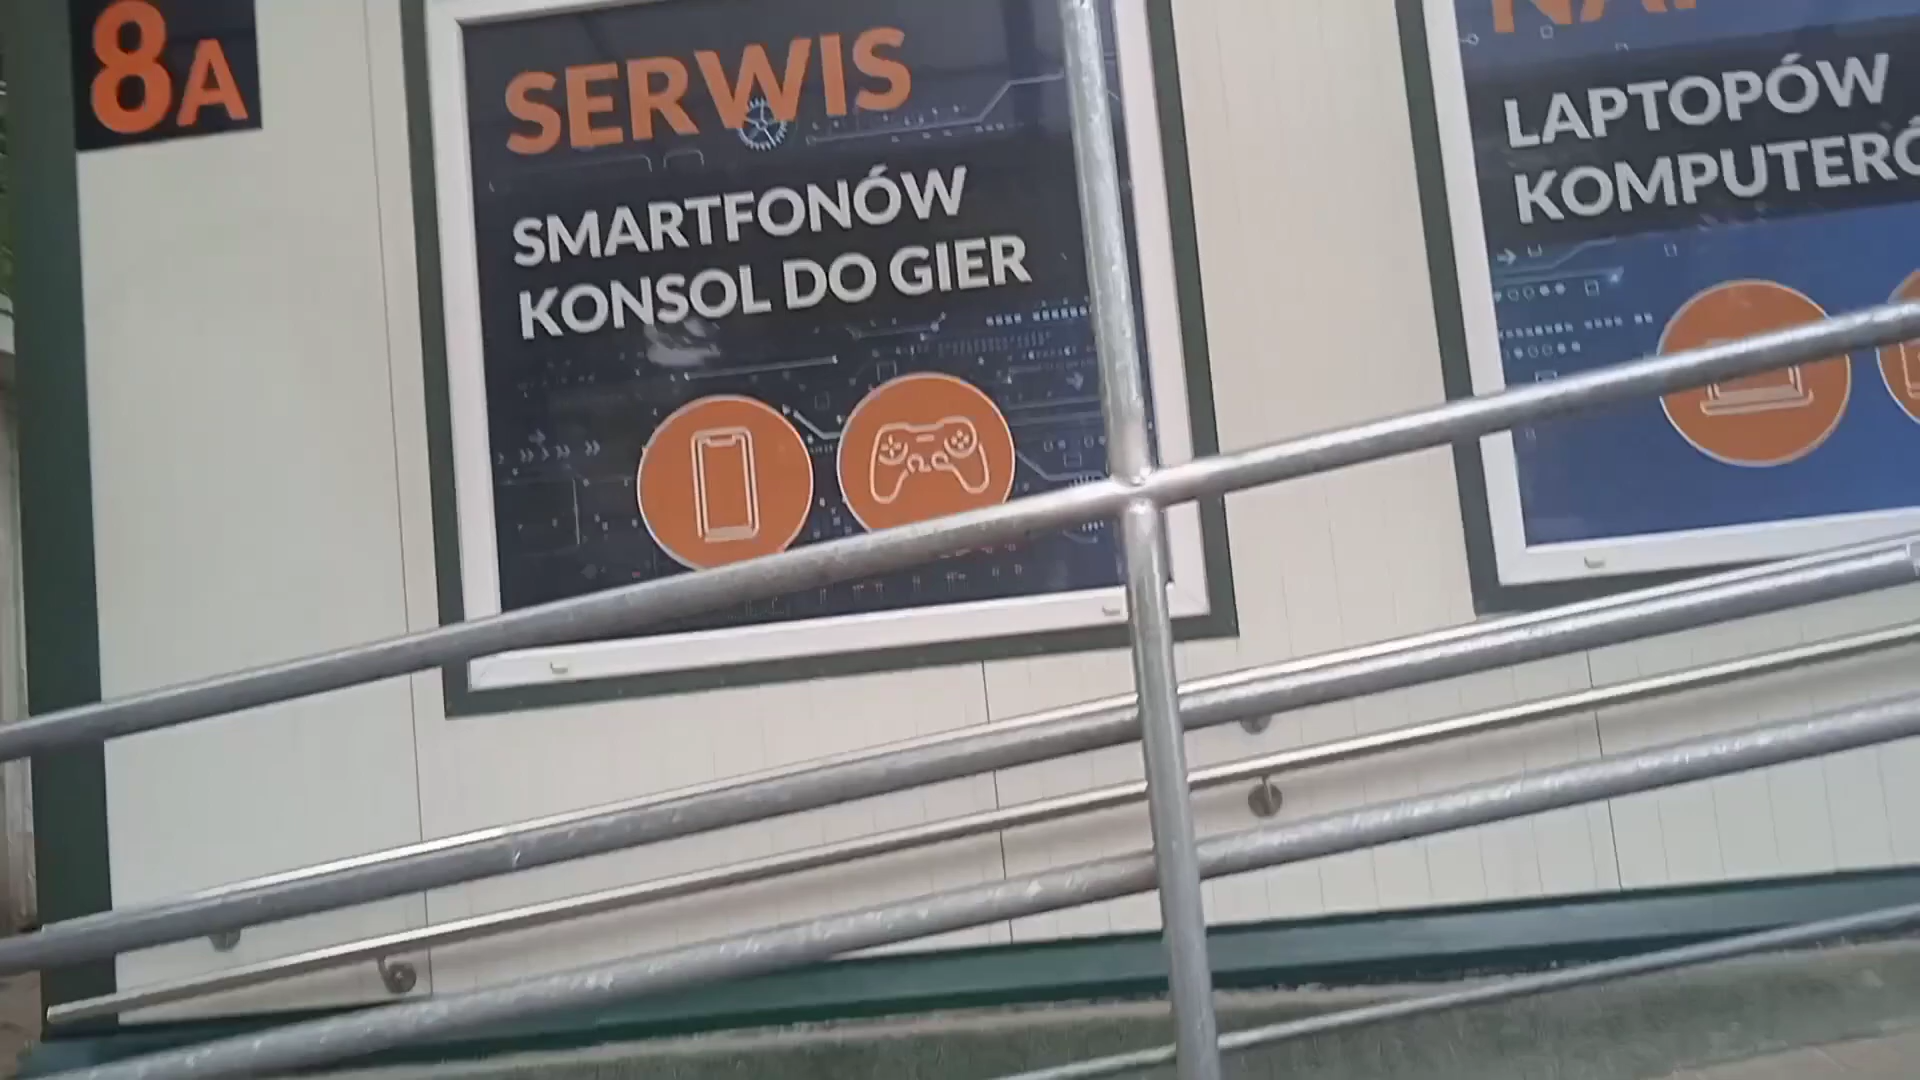 8A
SERWIS
SMARTFONÓW
KONSOL DO GIER
LAPTOPÓW